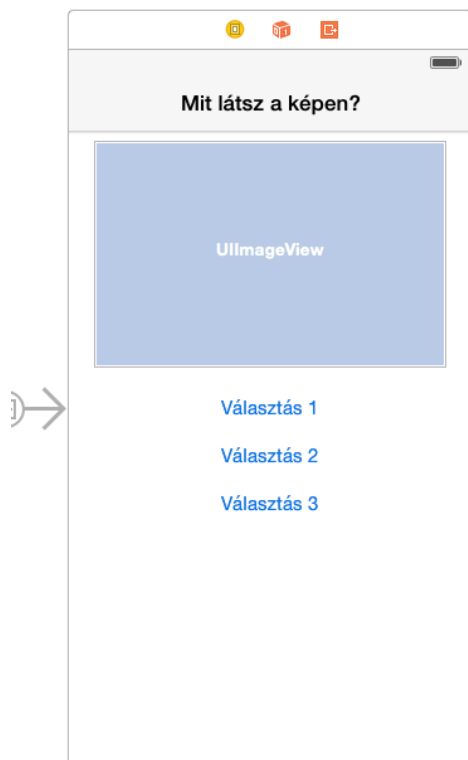 Mit látsz a képen?
UIImageView
Választás 1
Választás 2
Választás 3